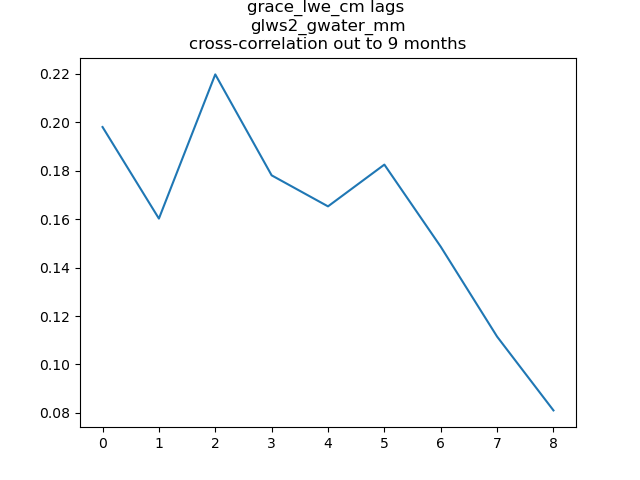 grace_lwe_cm lags
glws2_gwater_mm
cross-correlation out to 9 months
0.22
0.20
0.18
0.16
0.14
0.12
0.10
0.08
0 1 2 3 4 5 6 7 8